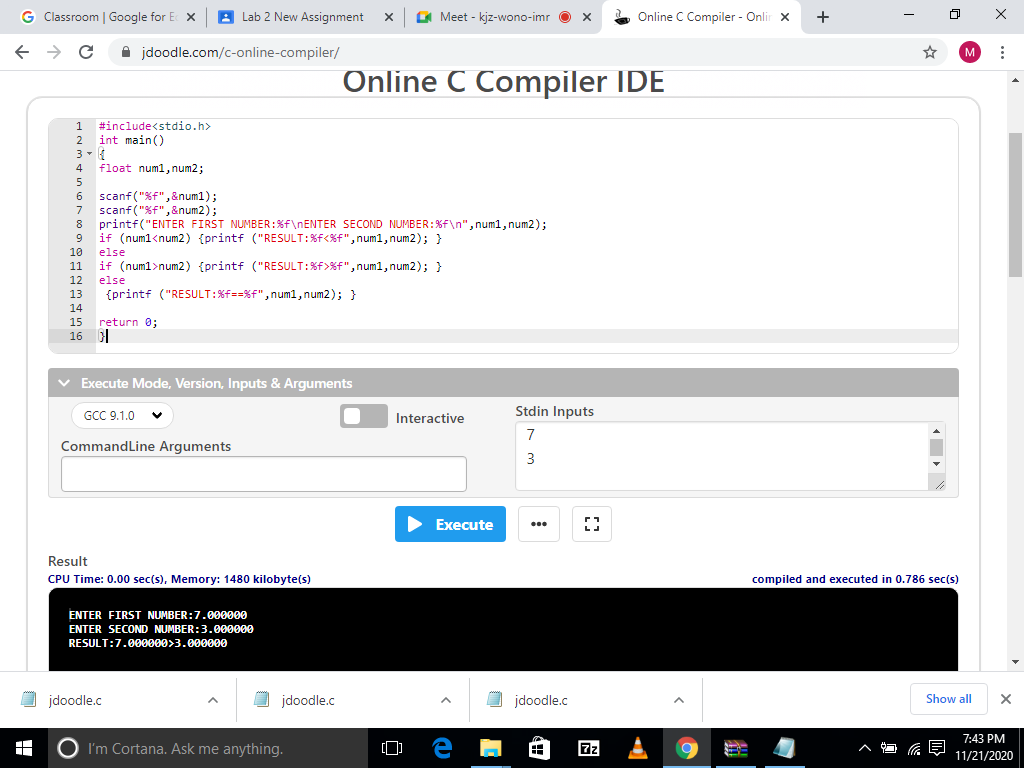 Classroom | Google for Ec
Lab 2 New Assignment
Meet - kjz-wono-imr
Online C Compiler - Onlin
jdoodle.com/c-online-compiler/
M
Online C Compiler IDE
1 #include<stdio.h>
2 int main()
3 {
4 float num1,num2;
5
6 scanf("%f",&num1);
7 scanf("%f",&num2);
8 printf("ENTER FIRST NUMBER:%f\nENTER SECOND NUMBER:%f\n",num1,num2);
9 if (num1<num2) {printf ("RESULT:%f<%f",num1,num2); }
10 else
11 if (num1>num2) {printf ("RESULT:%f>%f",num1,num2); }
12 else
13 {printf ("RESULT:%f==%f",num1,num2); }
14
15 return 0;
16 }
Execute Mode, Version, Inputs & Arguments
GCC 9.1.0
Interactive
Stdin Inputs
7
3
CommandLine Arguments
Execute
Result
CPU Time: 0.00 sec(s), Memory: 1480 kilobyte(s)
compiled and executed in 0.786 sec(s)
ENTER FIRST NUMBER:7.000000
ENTER SECOND NUMBER:3.000000
RESULT:7.000000>3.000000
jdoodle.c
jdoodle.c
jdoodle.c
Show all
I'm Cortana. Ask me anything.
7z
7:43 PM
11/21/2020